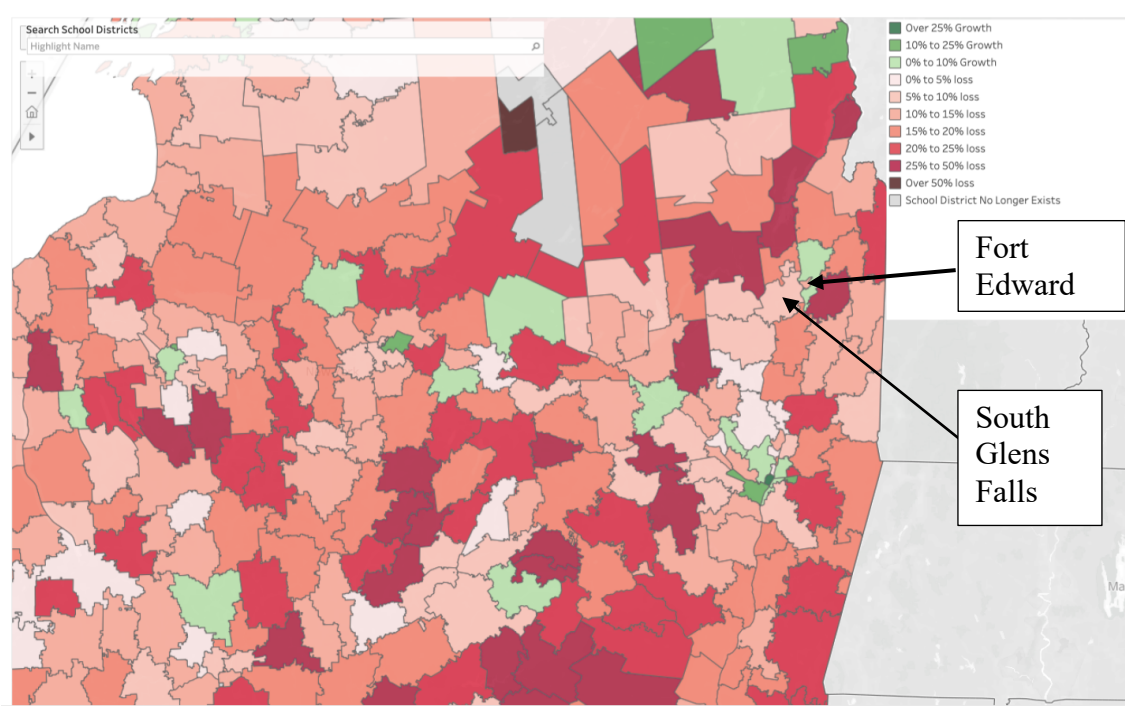 Search School Districts
Highlight Name
Over 25% Growth
10% to 25% Growth
0% to 10% Growth
0% to 5% loss
5% to 10% loss
10% to 15% loss
15% to 20% loss
20% to 25% loss
25% to 50% loss
Over 50% loss
School District No Longer Exists
Fort
Edward
South
Glens
Falls
Ma